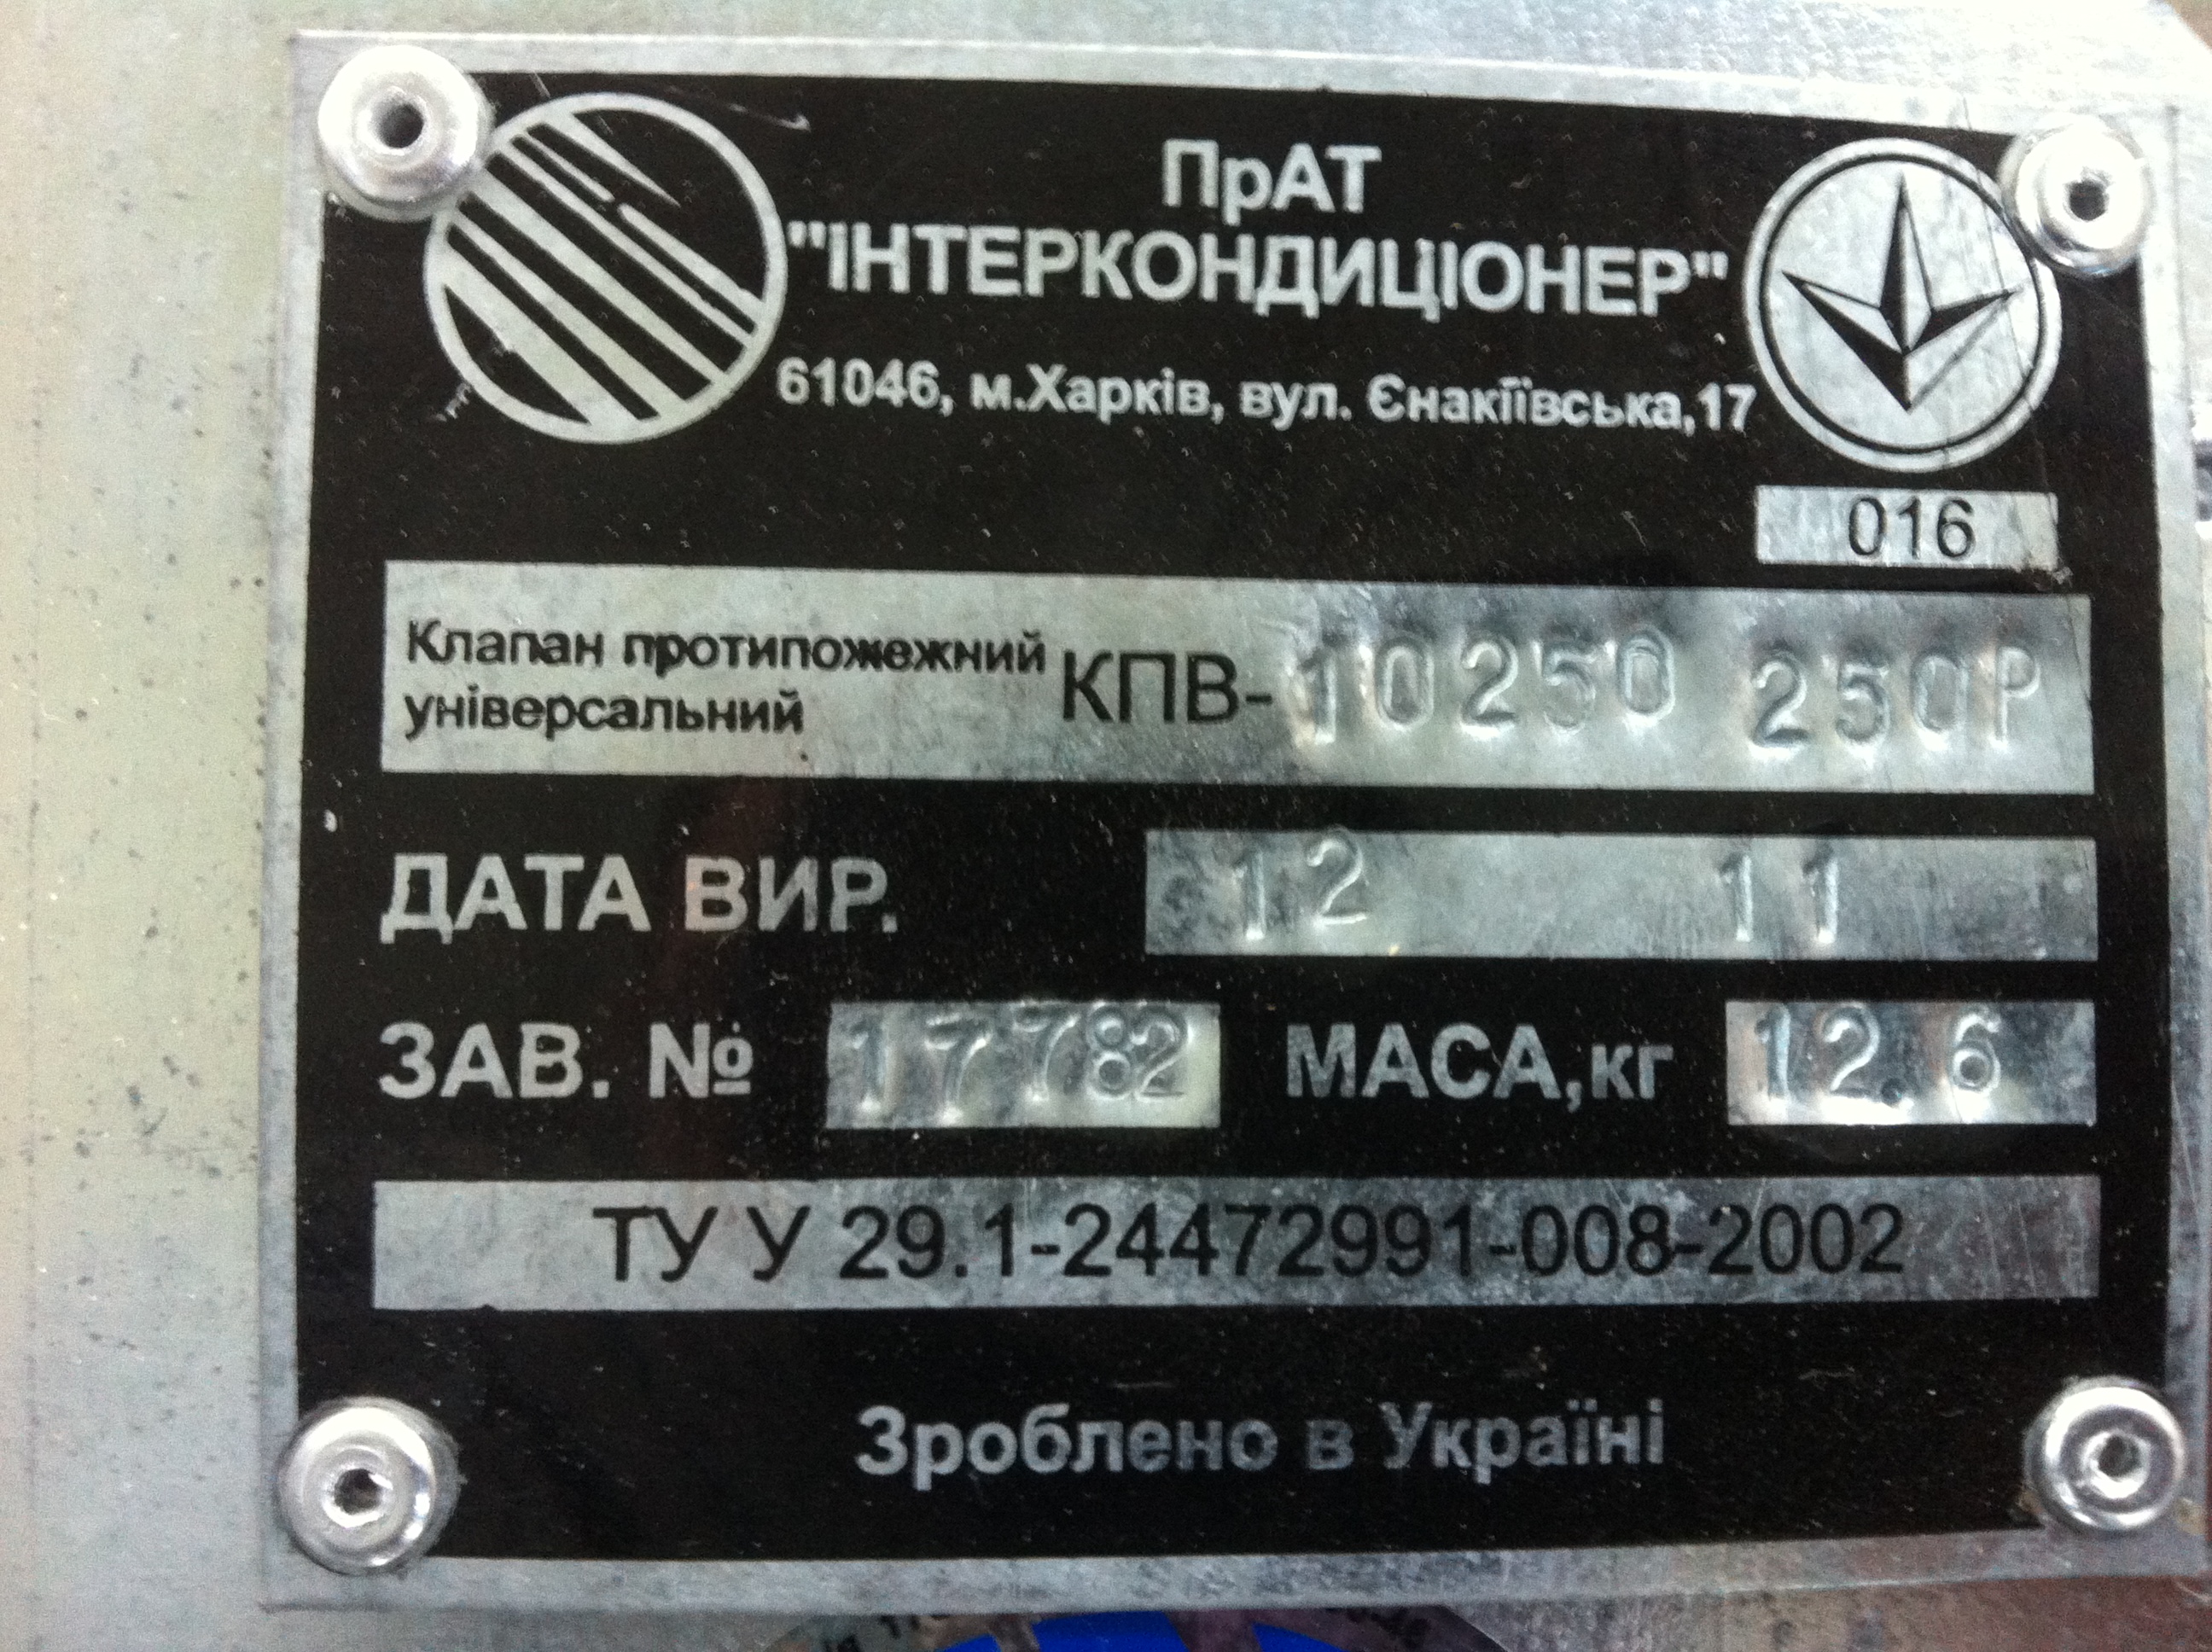 ПрАТ
"ІНТЕРКОНДИЦІОНЕР"
61046, м.Харків, вул. Єнакіївська,17
016
Клапан протипожежний
універсальний
КПВ-10250 250Р
ДАТА ВИР. 12 11
ЗАВ. № 17782 МАСА,кг 12.6
ТУ У 29.1-24472991-008-2002
Зроблено в Україні